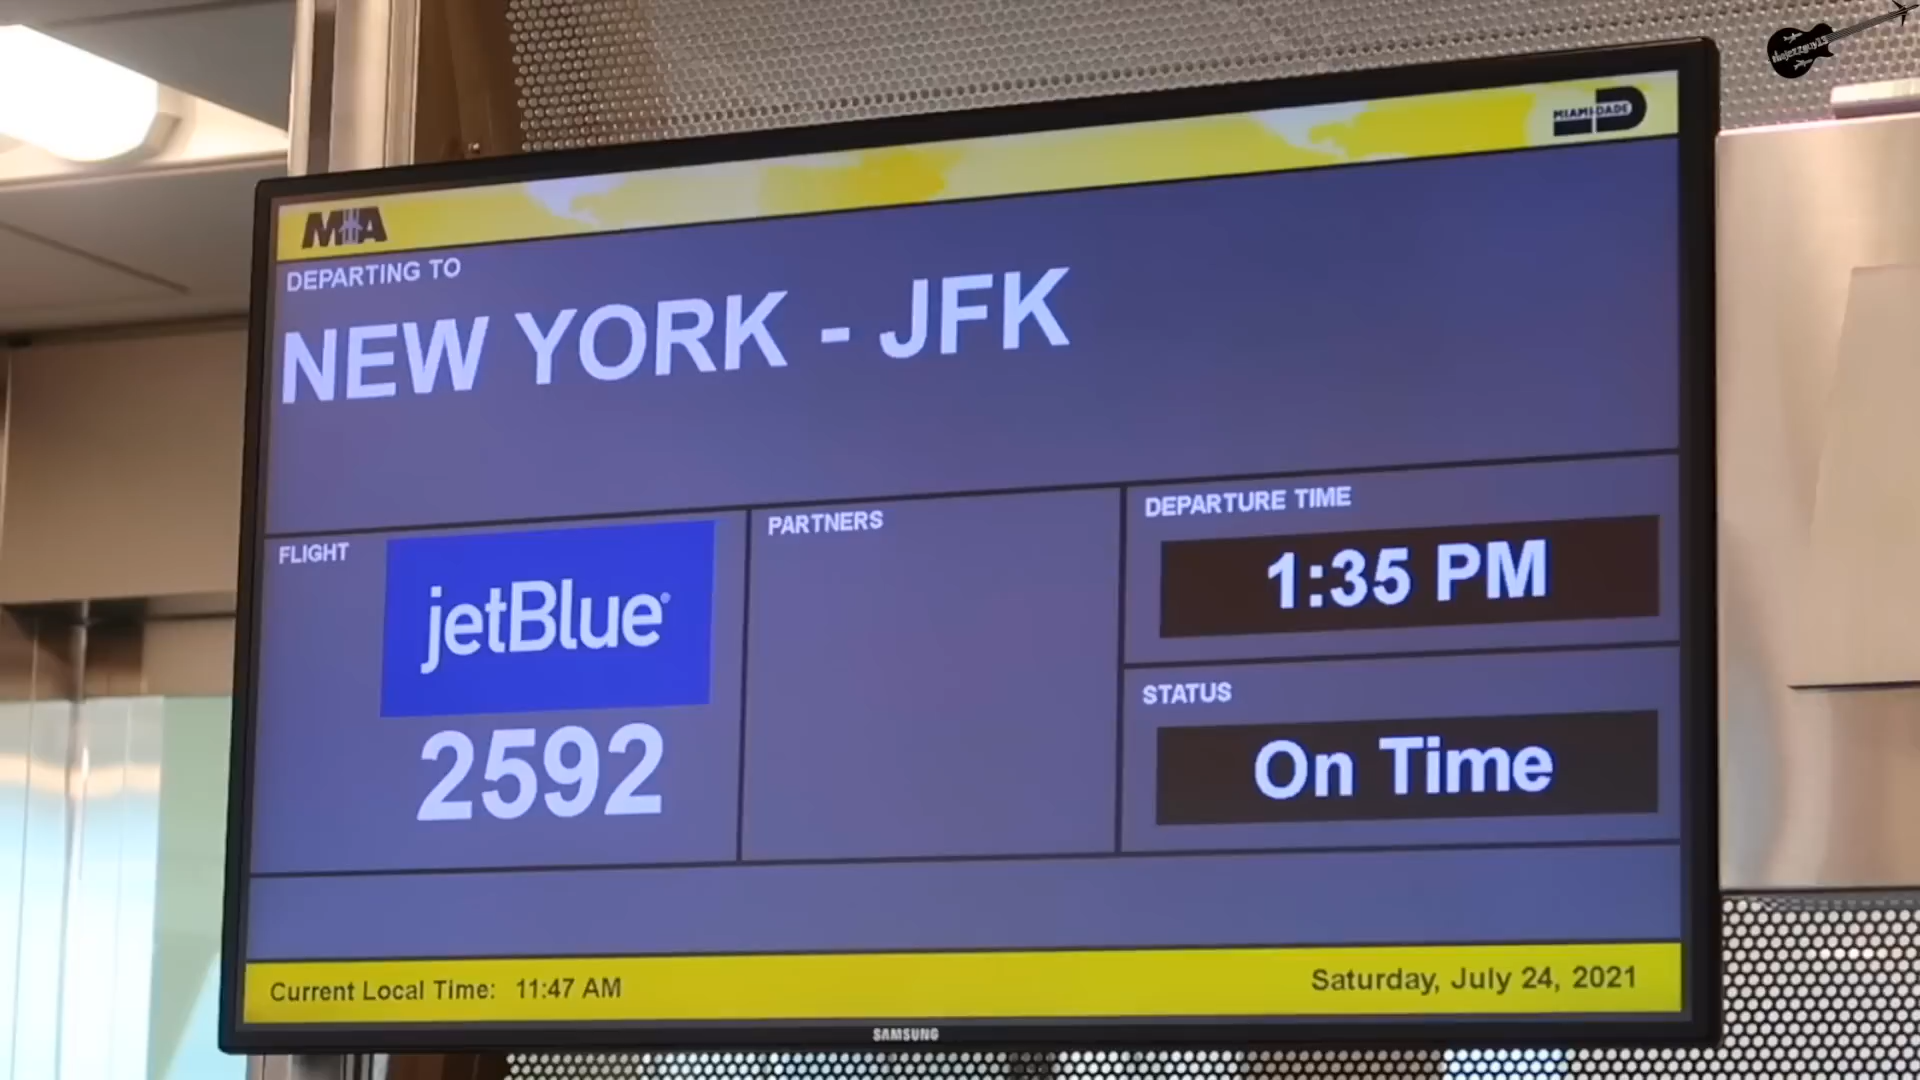 thejazzguy13
MIAMI-DADE
MIA
DEPARTING TO
NEW YORK - JFK
FLIGHT
jetBlue
2592
PARTNERS
DEPARTURE TIME
1:35 PM
STATUS
On Time
Current Local Time: 11:47 AM
Saturday, July 24, 2021
SAMSUNG